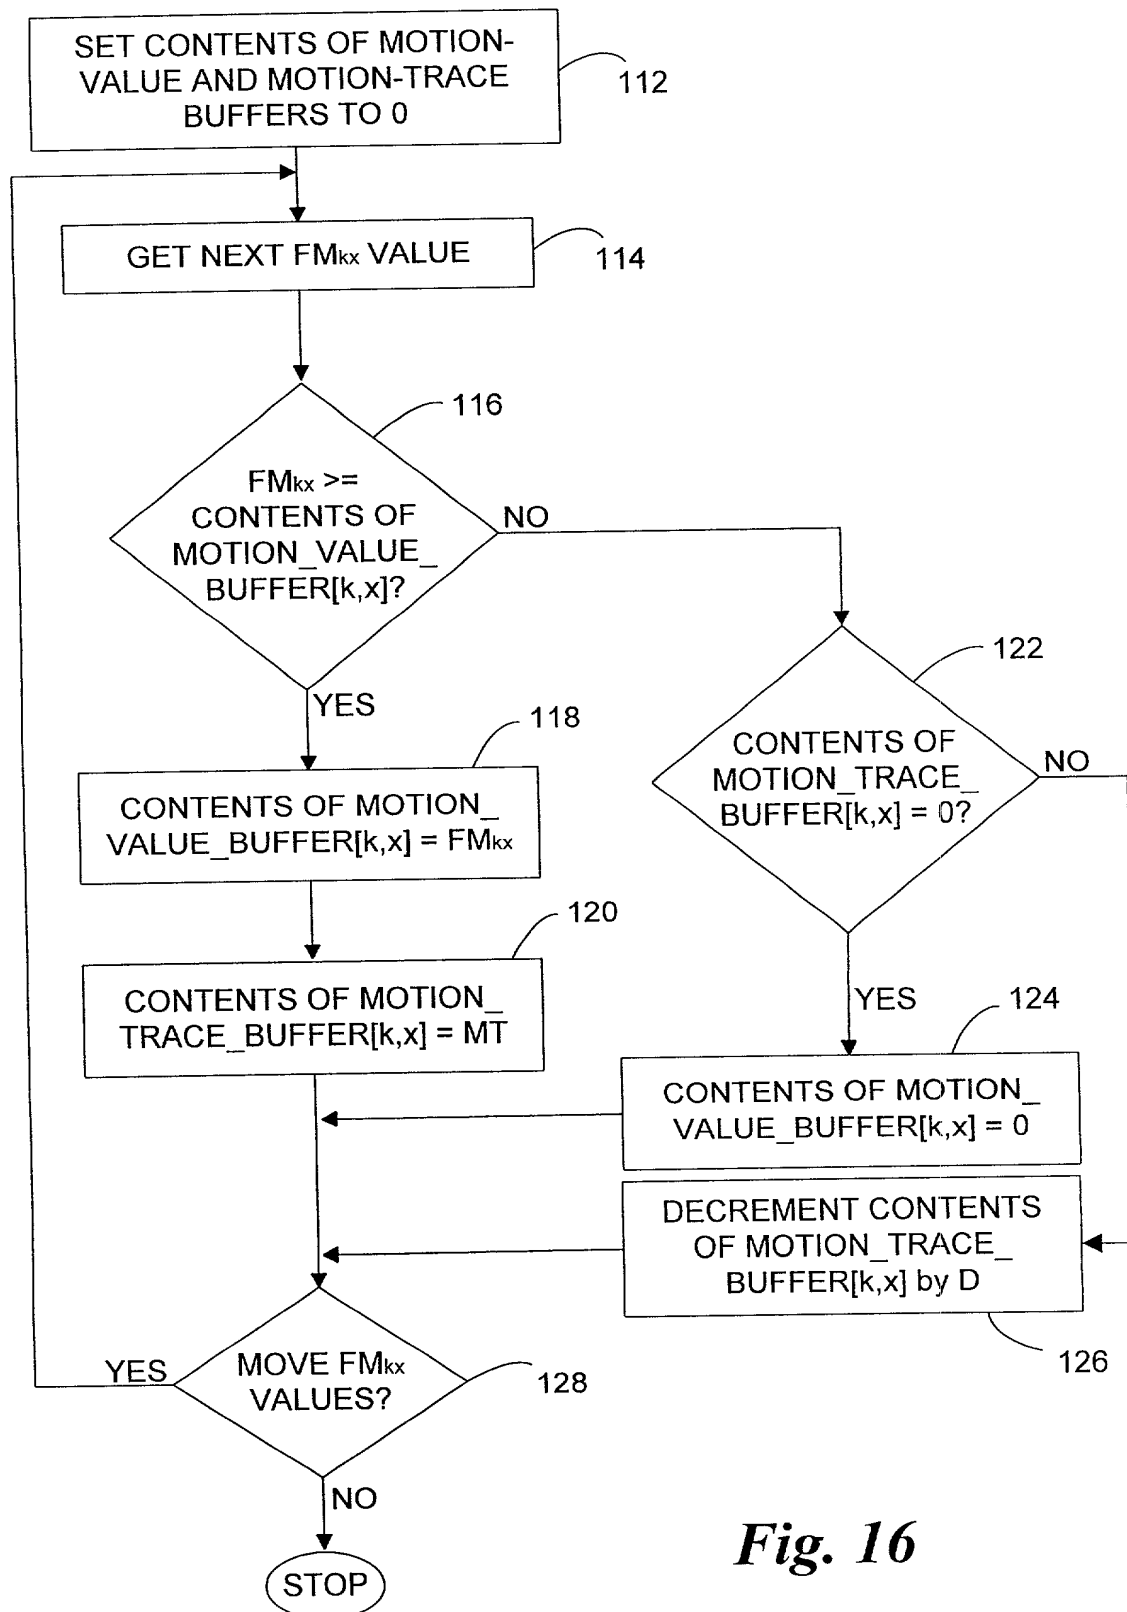 SET CONTENTS OF MOTION-
VALUE AND MOTION-TRACE
BUFFERS TO 0
112
GET NEXT FMkx VALUE
114
116
FMkx >=
CONTENTS OF
MOTION_VALUE_
BUFFER[k,x]?
NO
YES
122
CONTENTS OF
MOTION_TRACE_
BUFFER[k,x] = 0?
NO
YES
118
CONTENTS OF MOTION_
VALUE_BUFFER[k,x] = FMkx
120
CONTENTS OF MOTION_
TRACE_BUFFER[k,x] = MT
124
CONTENTS OF MOTION_
VALUE_BUFFER[k,x] = 0
DECREMENT CONTENTS
OF MOTION_TRACE_
BUFFER[k,x] by D
126
YES
MOVE FMkx
VALUES?
128
NO
STOP
Fig. 16